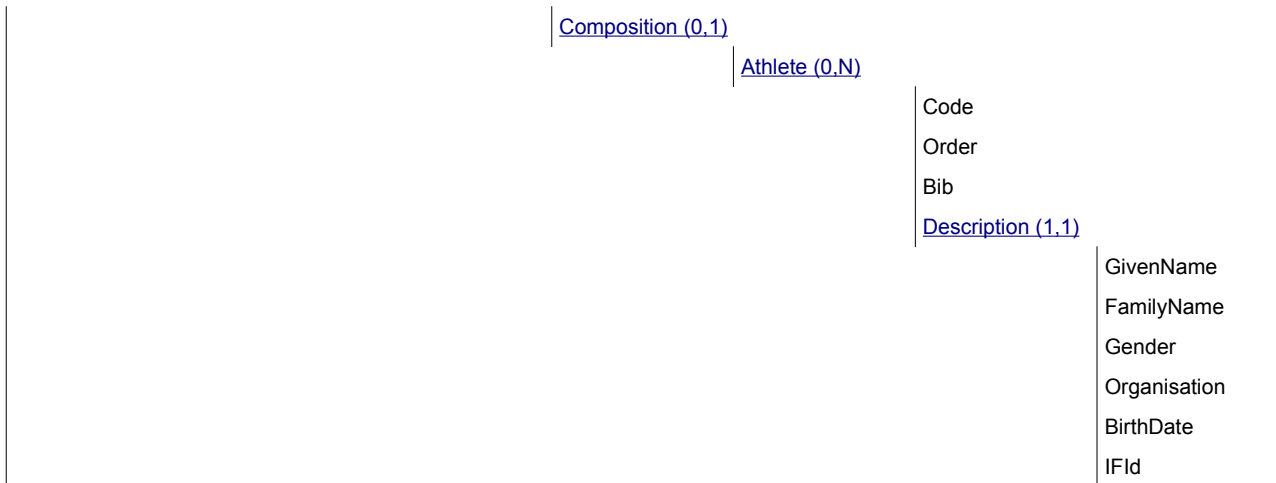 Composition (0,1)
Athlete (0,N)
Code
Order
Bib
Description (1,1)
GivenName
FamilyName
Gender
Organisation
BirthDate
IFId